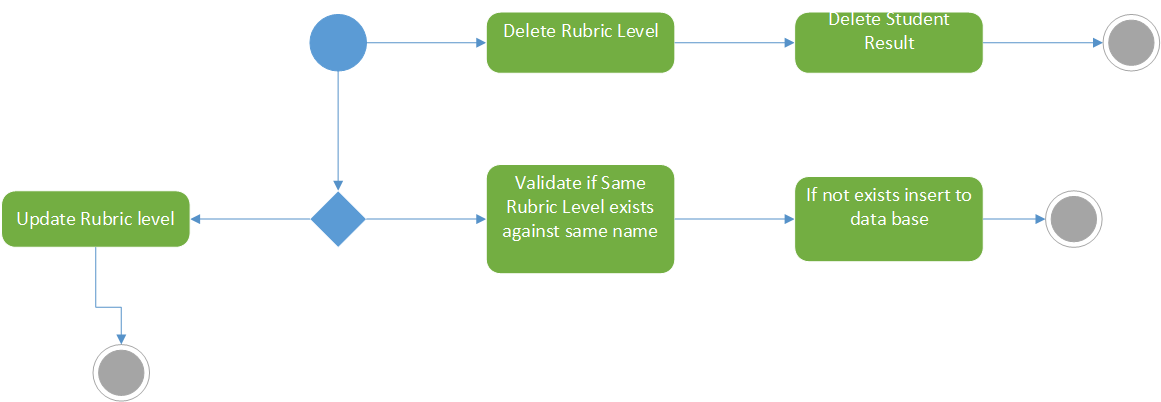 Delete Rubric Level
Delete Student
Result
Validate if Same
Rubric Level exists
against same name
If not exists insert to
data base
Update Rubric level